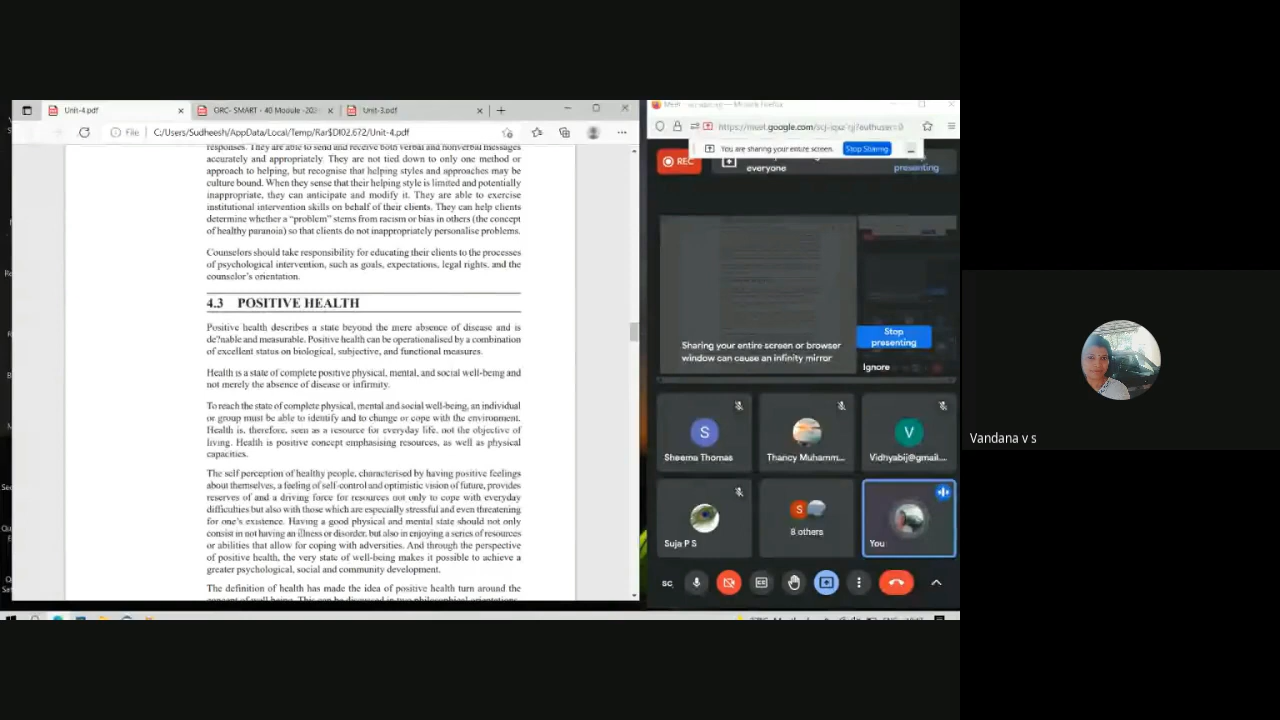 Unit-4.pdf
ORC- SMART - 4G Module -202
Unit-3.pdf
File
C:/Users/Sudheesh/AppData/Local/Temp/Rar$DI02.672/Unit-4.pdf
responses. They are able to send and receive both verbal and nonverbal messages
accurately and appropriately. They are not tied down to only one method or
approach to helping, but recognise that helping styles and approaches may be
culture bound. When they sense that their helping style is limited and potentially
inappropriate, they can anticipate and modify it. They are able to exercise
institutional intervention skills on behalf of their clients. They can help clients
determine whether a “problem” stems from racism or bias in others (the concept
of healthy paranoia) so that clients do not inappropriately personalise problems.
Counselors should take responsibility for educating their clients to the processes
of psychological intervention, such as goals, expectations, legal rights, and the
counselor’s orientation.
4.3 POSITIVE HEALTH
Positive health describes a state beyond the mere absence of disease and is
de?nable and measurable. Positive health can be operationalised by a combination
of excellent status on biological, subjective, and functional measures.
Health is a state of complete positive physical, mental, and social well-being and
not merely the absence of disease or infirmity.
To reach the state of complete physical, mental and social well-being, an individual
or group must be able to identify and to change or cope with the environment.
Health is, therefore, seen as a resource for everyday life, not the objective of
living. Health is positive concept emphasising resources, as well as physical
capacities.
The self perception of healthy people, characterised by having positive feelings
about themselves, a feeling of self-control and optimistic vision of future, provides
reserves of and a driving force for resources not only to cope with everyday
difficulties but also with those which are especially stressful and even threatening
for one’s existence. Having a good physical and mental state should not only
consist in not having an illness or disorder, but also in enjoying a series of resources
or abilities that allow for coping with adversities. And through the perspective
of positive health, the very state of well-being makes it possible to achieve a
greater psychological, social and community development.
The definition of health has made the idea of positive health turn around the
concept of well being. This can be discussed in two philosophical orientations
You are sharing your entire screen.
Stop Sharing
REC
everyone
presenting
Sharing your entire screen or browser
window can cause an infinity mirror
Stop
presenting
Ignore
S
Sheema Thomas
Thancy Muhamm...
V
Vidhyabij@gmail....
Suja P S
S
8 others
You
sc
Vandana v s